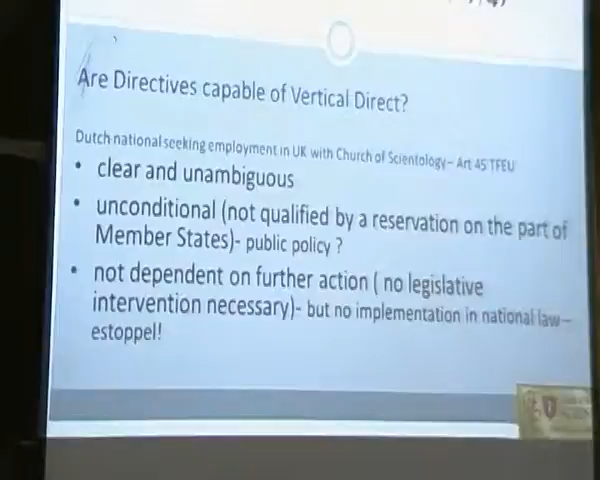 Are Directives capable of Vertical Direct?
Dutch national seeking employment in UK with Church of Scientology– Art 45 TFEU
• clear and unambiguous
• unconditional (not qualified by a reservation on the part of
Member States)- public policy ?
• not dependent on further action ( no legislative
intervention necessary)- but no implementation in national law–
estoppel!